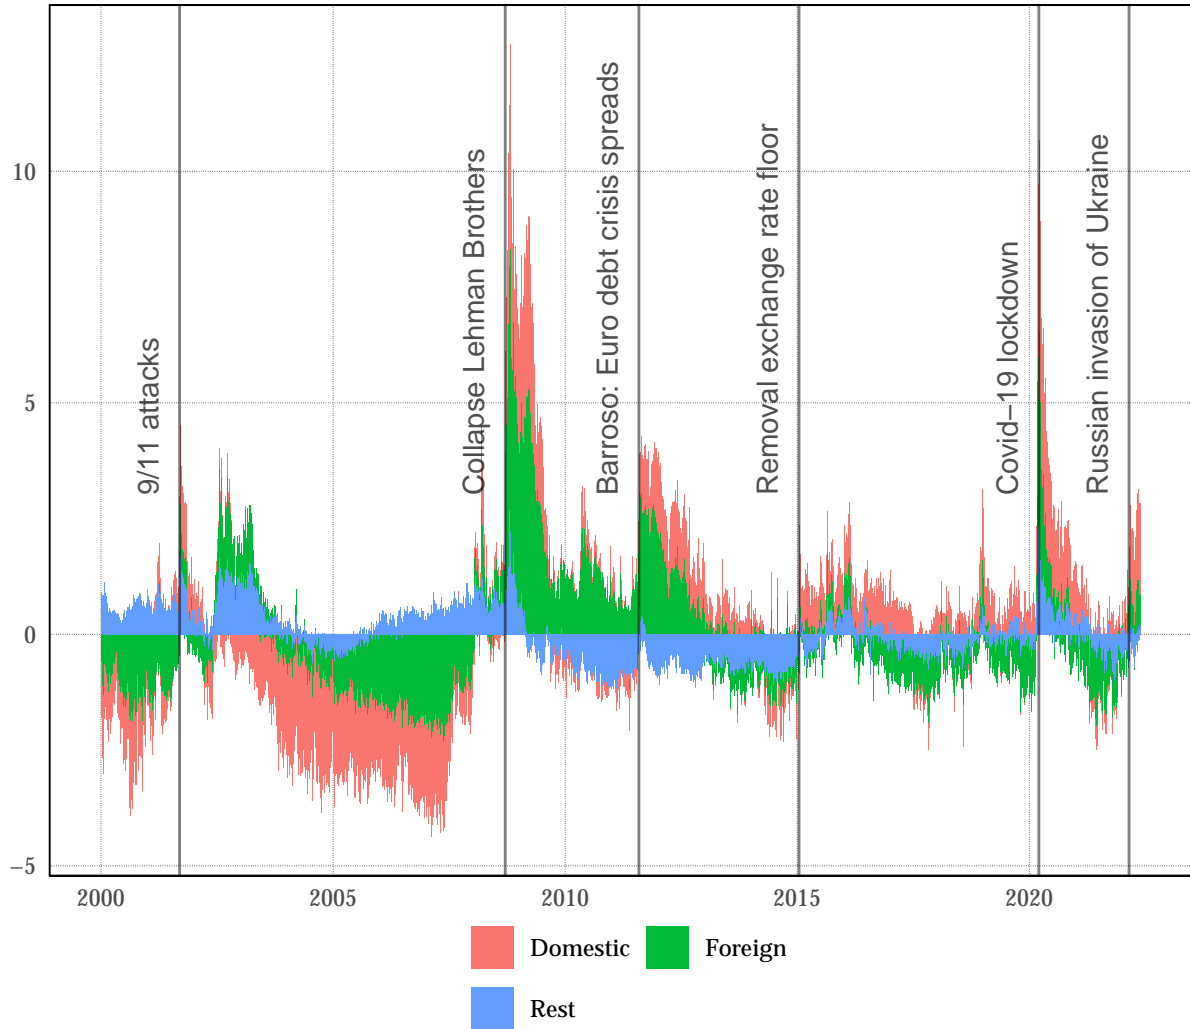 10
5
0
−5
9/11 attacks
Collapse Lehman Brothers
Barroso: Euro debt crisis spreads
Removal exchange rate floor
Covid−19 lockdown
Russian invasion of Ukraine
2000 2005 2010 2015 2020
Domestic Foreign
Rest